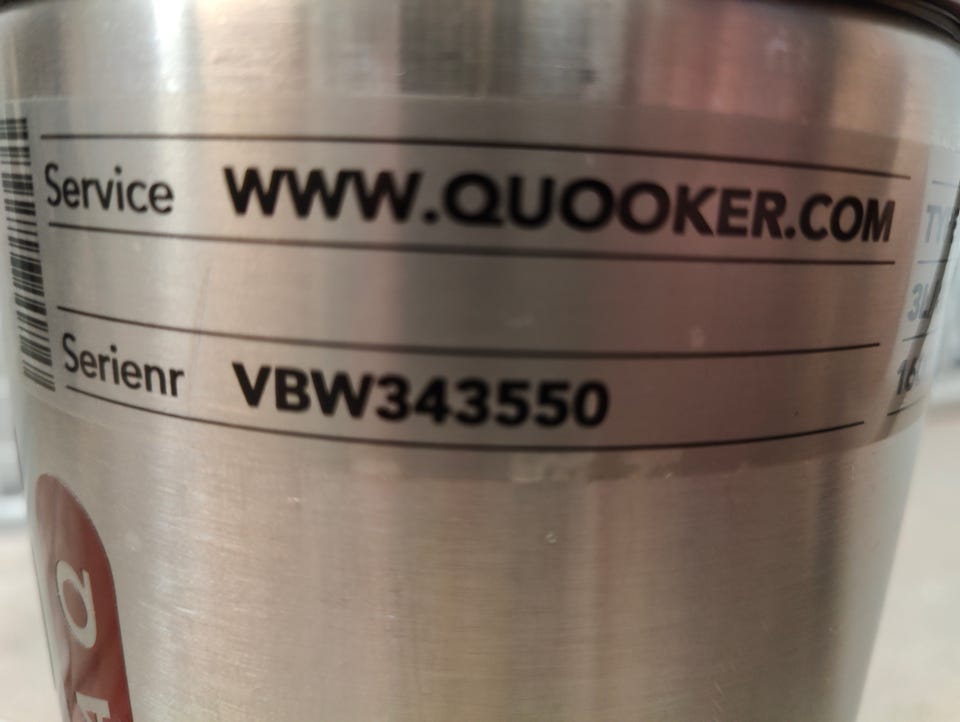 Service WWW.QUOOKER.COM
Serienr VBW343550